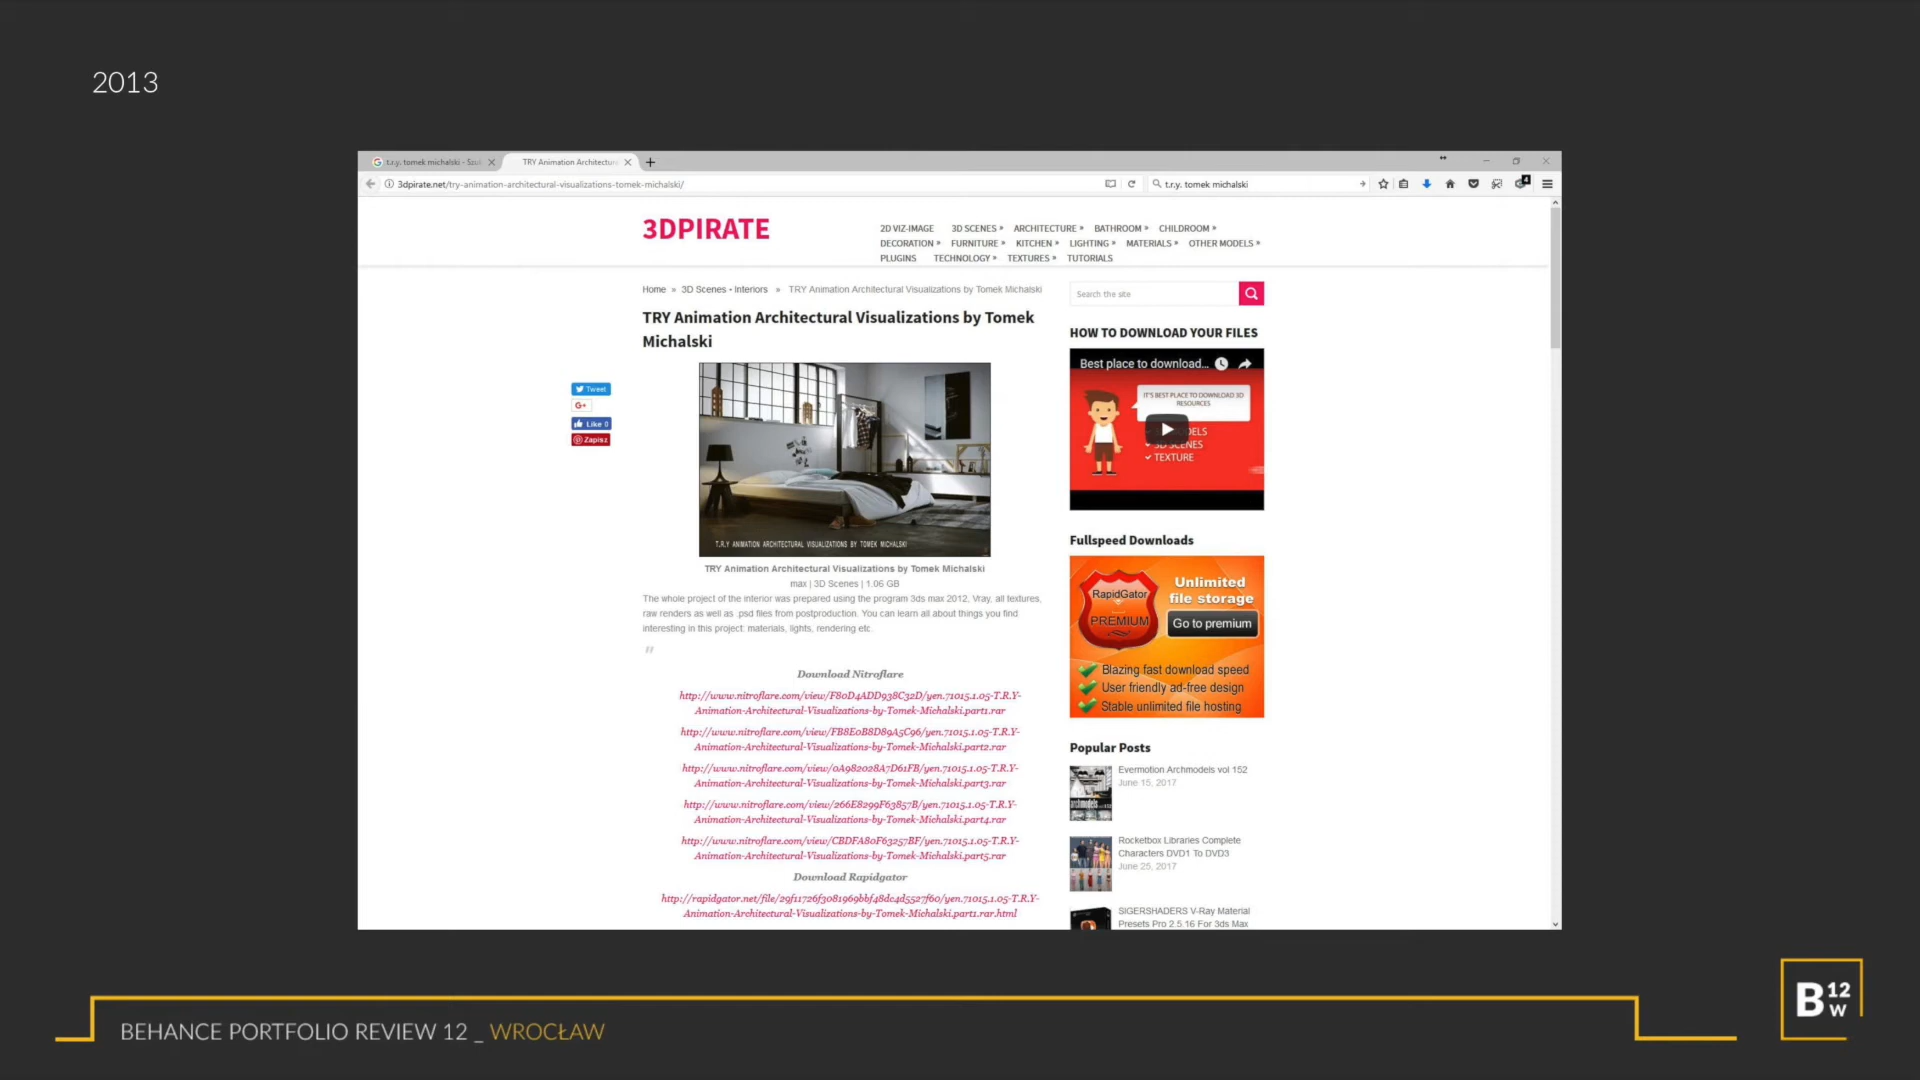 2013
t.r.y. tomek michalski - Szu
TRY Animation Architectur
3dpirate.net/try-animation-architectural-visualizations-tomek-michalski/
t.r.y. tomek michalski
4
3DPIRATE
2D VIZ-IMAGE 3D SCENES » ARCHITECTURE » BATHROOM » CHILDROOM »
DECORATION » FURNITURE » KITCHEN » LIGHTING » MATERIALS » OTHER MODELS »
PLUGINS TECHNOLOGY » TEXTURES » TUTORIALS
Home » 3D Scenes • Interiors » TRY Animation Architectural Visualizations by Tomek Michalski
TRY Animation Architectural Visualizations by Tomek
Michalski
Tweet
G+
Like 0
Zapisz
T.R.Y ANIMATION ARCHITECTURAL VISUALIZATIONS BY TOMEK MICHALSKI
TRY Animation Architectural Visualizations by Tomek Michalski
max | 3D Scenes | 1.06 GB
The whole project of the interior was prepared using the program 3ds max 2012, Vray, all textures,
raw renders as well as .psd files from postproduction. You can learn all about things you find
interesting in this project: materials, lights, rendering etc.
"
Download Nitroflare
http://www.nitroflare.com/view/F80D4ADD938C32D/yen.71015.1.05-T.R.Y-
Animation-Architectural-Visualizations-by-Tomek-Michalski.part1.rar
http://www.nitroflare.com/view/FB8E0B8D89A5C96/yen.71015.1.05-T.R.Y-
Animation-Architectural-Visualizations-by-Tomek-Michalski.part2.rar
http://www.nitroflare.com/view/0A982028A7D61FB/yen.71015.1.05-T.R.Y-
Animation-Architectural-Visualizations-by-Tomek-Michalski.part3.rar
http://www.nitroflare.com/view/266E8299F63857B/yen.71015.1.05-T.R.Y-
Animation-Architectural-Visualizations-by-Tomek-Michalski.part4.rar
http://www.nitroflare.com/view/CBDFA80F63257BF/yen.71015.1.05-T.R.Y-
Animation-Architectural-Visualizations-by-Tomek-Michalski.part5.rar
Download Rapidgator
http://rapidgator.net/file/29f11726f3081969bbf48dc4d5527f60/yen.71015.1.05-T.R.Y-
Animation-Architectural-Visualizations-by-Tomek-Michalski.part1.rar.html
Search the site
HOW TO DOWNLOAD YOUR FILES
Best place to download...
IT'S BEST PLACE TO DOWNLOAD 3D
RESOURCES
TEXTURE
Fullspeed Downloads
RapidGator
PREMIUM
Unlimited
file storage
Go to premium
Blazing fast download speed
User friendly ad-free design
Stable unlimited file hosting
Popular Posts
Evermotion Archmodels vol 152
June 15, 2017
Rocketbox Libraries Complete
Characters DVD1 To DVD3
June 25, 2017
SIGERSHADERS V-Ray Material
Presets Pro 2.5.16 For 3ds Max
BEHANCE PORTFOLIO REVIEW 12 _ WROCŁAW
B 12 W